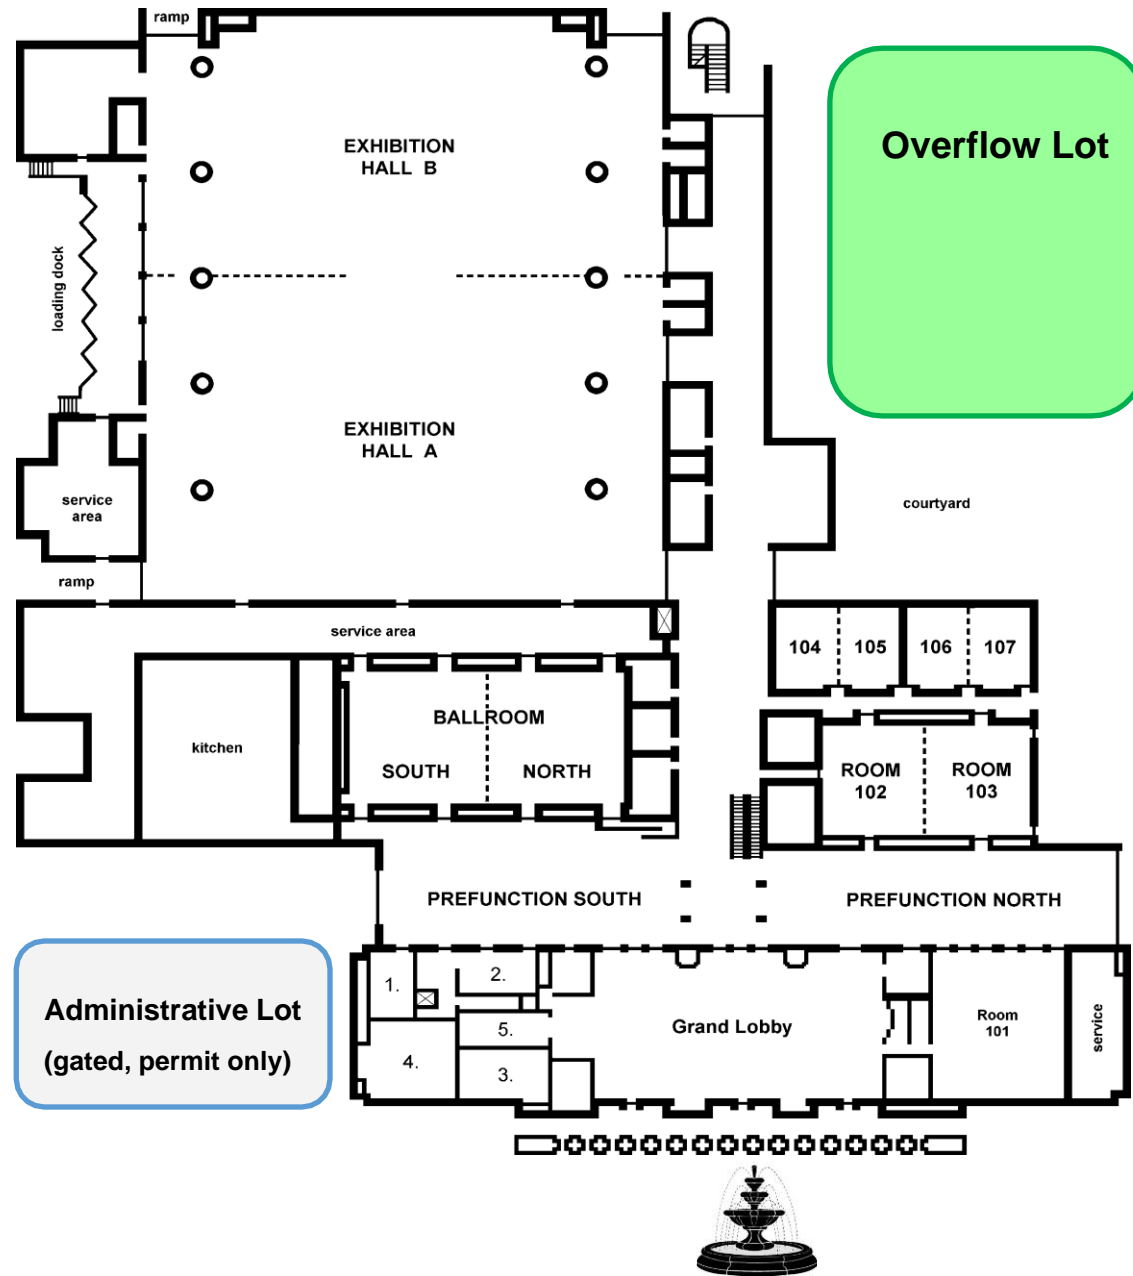 ramp
EXHIBITION
HALL B
Overflow Lot
loading dock
EXHIBITION
HALL A
service
area
courtyard
ramp
service area
104
105
106
107
BALLROOM
SOUTH
NORTH
kitchen
ROOM
102
ROOM
103
PREFUNCTION SOUTH
PREFUNCTION NORTH
Administrative Lot
(gated, permit only)
1.
2.
5.
4.
3.
Grand Lobby
Room
101
service